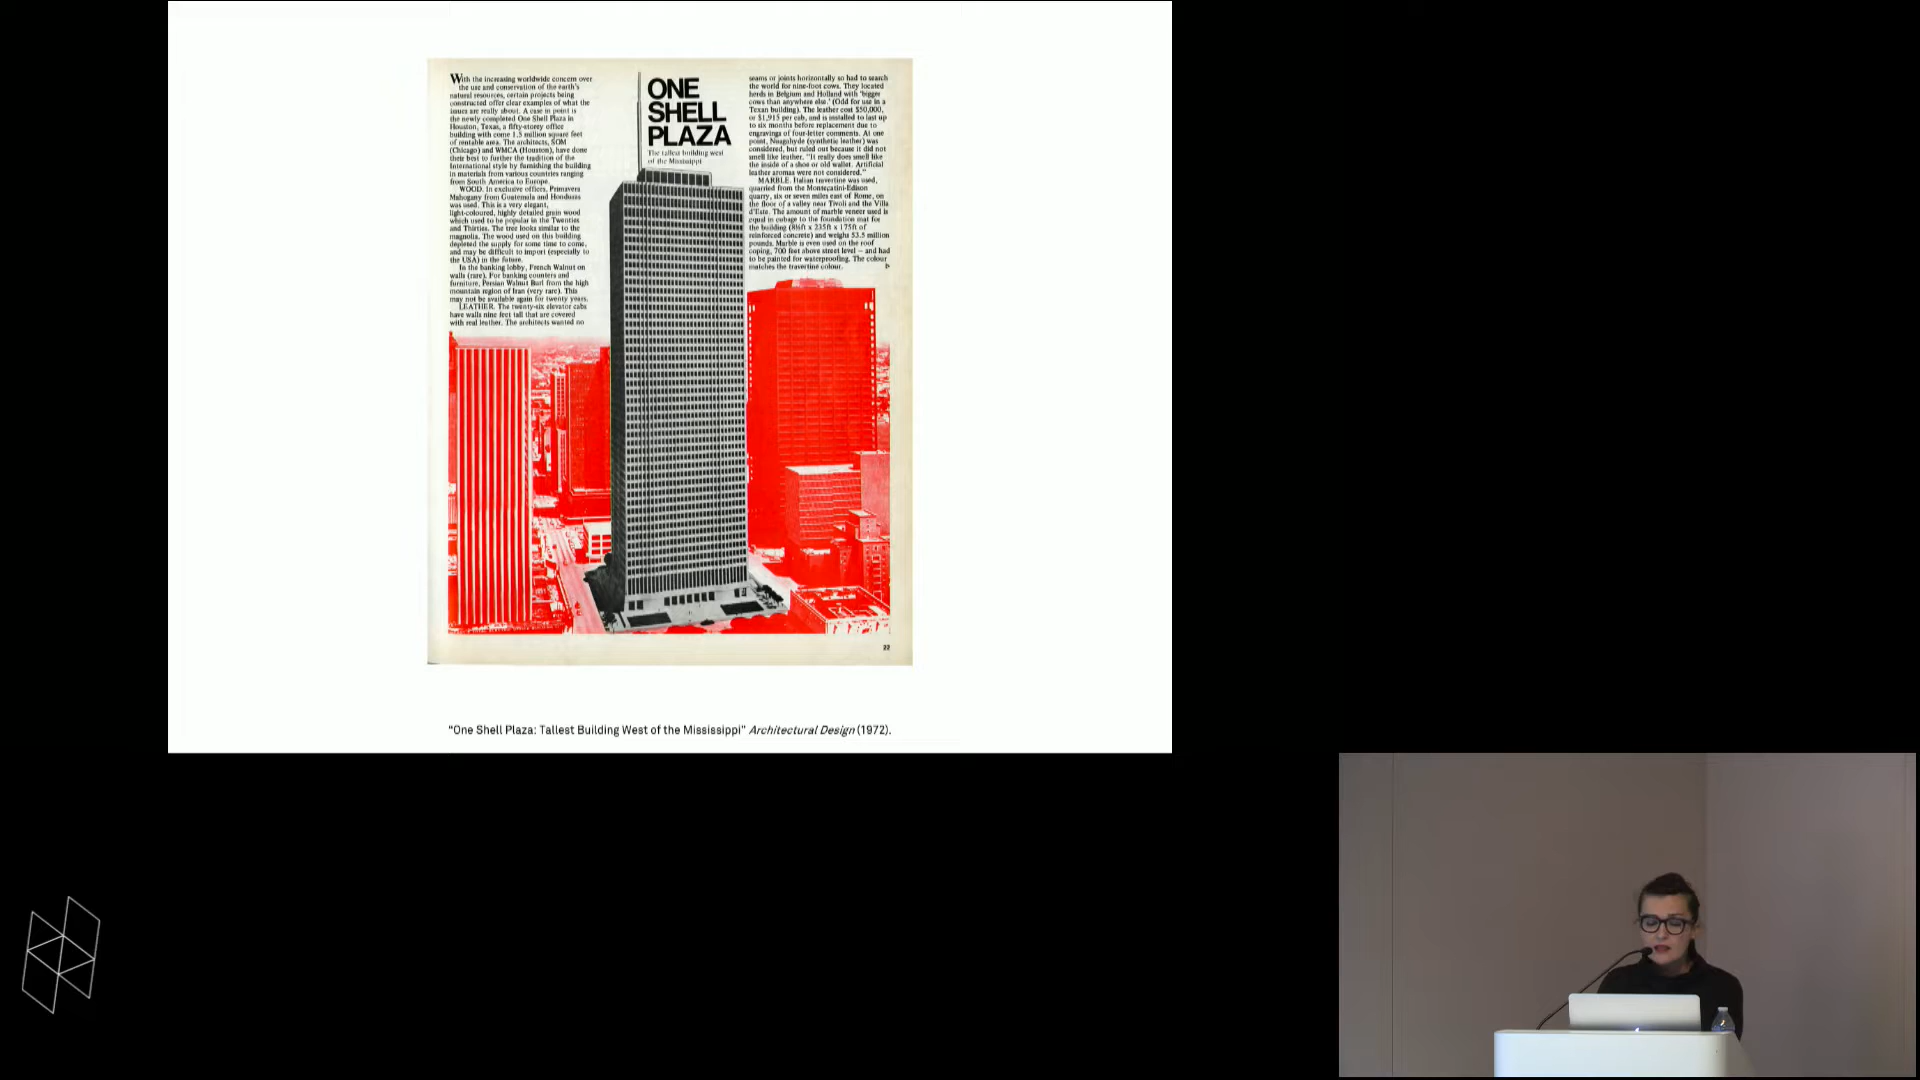 With the increasing worldwide concern over
the use and conservation of the earth's
natural resources, certain projects being
constructed offer clear examples of what the
issues are really about. A case in point is
the newly completed One Shell Plaza in
Houston, Texas, a fifty-storey office
building with come 1.5 million square feet
of rentable area. The architects, SOM
(Chicago) and WMCA (Houston), have done
their best to further the tradition of the
International style by furnishing the building
in materials from various countries ranging
from South America to Europe.
WOOD. In exclusive offices, Primavera
Mahogany from Guatemala and Honduras
was used. This is a very elegant,
light-coloured, highly detailed grain wood
which used to be popular in the Twenties
and Thirties. The tree looks similar to the
magnolia. The wood used on this building
depleted the supply for some time to come,
and may be difficult to import (especially to
the USA) in the future.
In the banking lobby, French Walnut on
walls (rare). For banking counters and
furniture, Persian Walnut Burl from the high
mountain region of Iran (very rare). This
may not be available again for twenty years.
LEATHER. The twenty-six elevator cabs
have walls nine feet tall that are covered
with real leather. The architects wanted no
ONE
SHELL
PLAZA
The tallest building west
of the Mississippi
seams or joints horizontally so had to search
the world for nine-foot cows. They located
herds in Belgium and Holland with 'bigger
cows than anywhere else.' (Odd for use in a
Texan building). The leather cost $50,000,
or $1,915 per cab, and is installed to last up
to six months before replacement due to
engravings of four-letter comments. At one
point, Naugahyde (synthetic leather) was
considered, but ruled out because it did not
smell like leather. "It really does smell like
the inside of a shoe or old wallet. Artificial
leather aromas were not considered."
MARBLE. Italian travertine was used,
quarried from the Montecatini-Edison
quarry, six or seven miles east of Rome, on
the floor of a valley near Tivoli and the Villa
d'Este. The amount of marble veneer used is
equal in cubage to the foundation mat for
the building (8½ft x 235ft x 175ft of
reinforced concrete) and weighs 53.5 million
pounds. Marble is even used on the roof
coping, 700 feet above street level – and had
to be painted for waterproofing. The colour
matches the travertine colour.
22
"One Shell Plaza: Tallest Building West of the Mississippi" Architectural Design (1972).